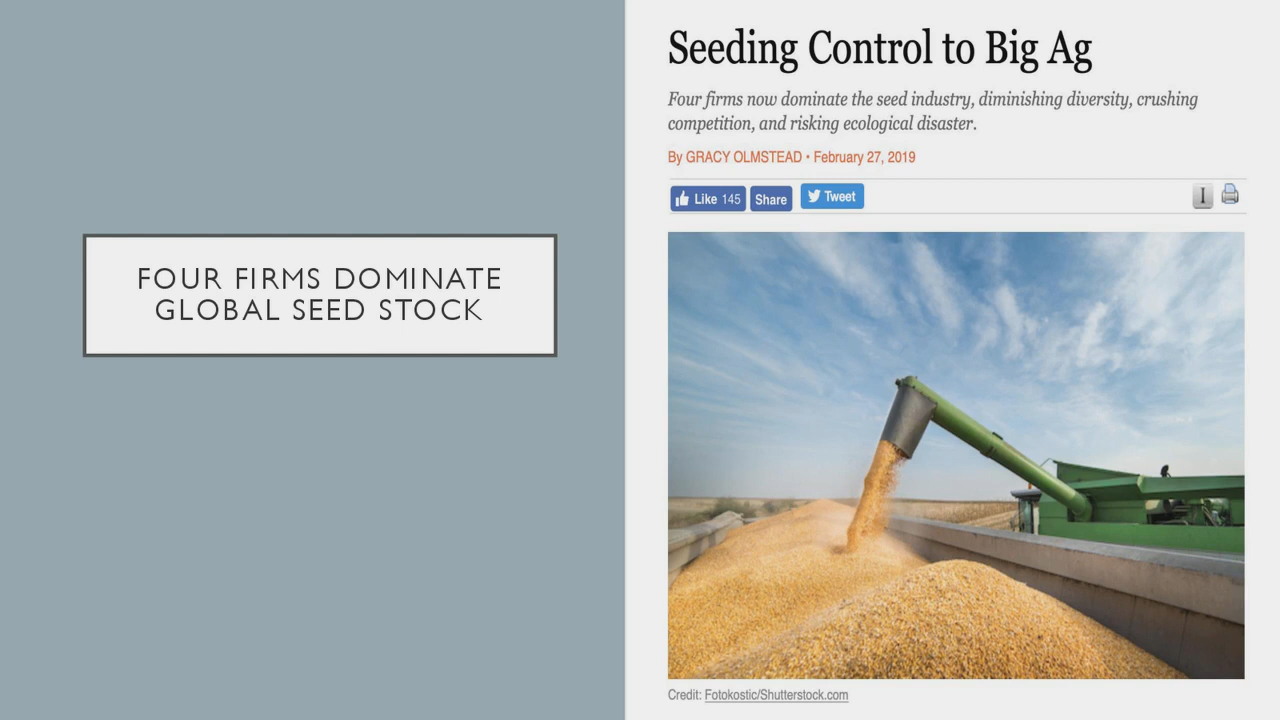 FOUR FIRMS DOMINATE
GLOBAL SEED STOCK
Seeding Control to Big Ag
Four firms now dominate the seed industry, diminishing diversity, crushing
competition, and risking ecological disaster.
By GRACY OLMSTEAD • February 27, 2019
Like 145 Share Tweet
I
Credit: Fotokostic/Shutterstock.com